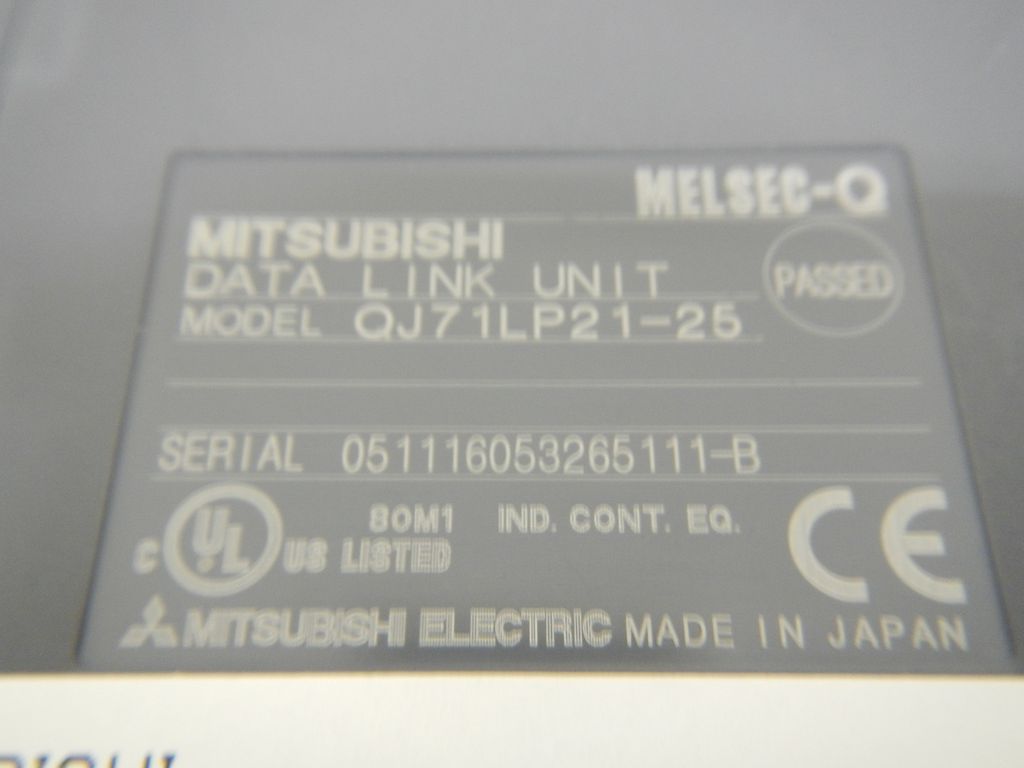 MELSEC-Q
MITSUBISHI
DATA LINK UNIT
PASSED
MODEL QJ71LP21-25
SERIAL 051116053265111-B
C UL US LISTED 80M1 IND. CONT. EQ.
CE
MITSUBISHI ELECTRIC MADE IN JAPAN